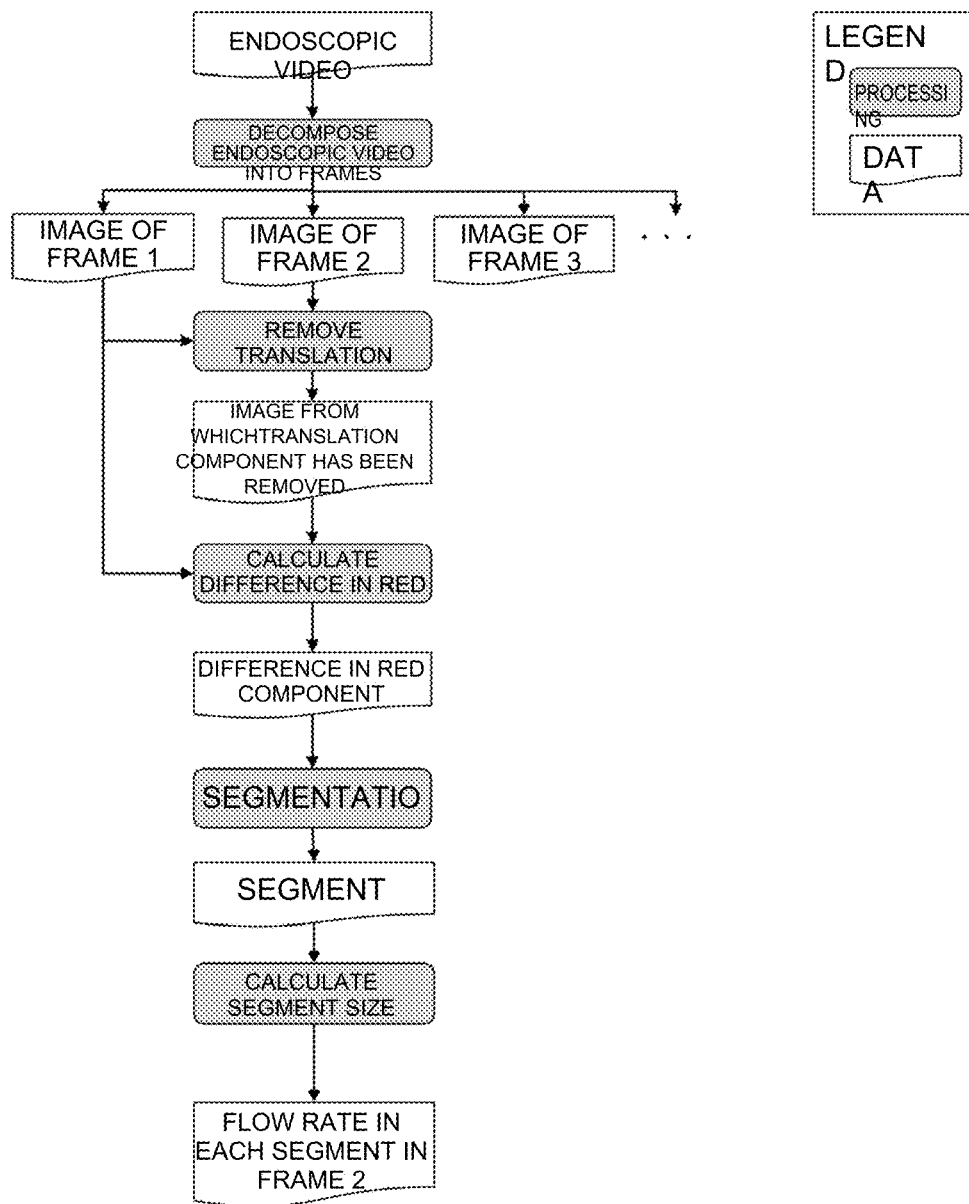 ENDOSCOPIC
VIDEO
LEGEN
D
PROCESSI
NG
DAT
A
DECOMPOSE
ENDOSCOPIC VIDEO
INTO FRAMES
IMAGE OF
FRAME 1
IMAGE OF
FRAME 2
IMAGE OF
FRAME 3
. . .
REMOVE
TRANSLATION
IMAGE FROM
WHICHTRANSLATION
COMPONENT HAS BEEN
REMOVED
CALCULATE
DIFFERENCE IN RED
DIFFERENCE IN RED
COMPONENT
SEGMENTATIO
SEGMENT
CALCULATE
SEGMENT SIZE
FLOW RATE IN
EACH SEGMENT IN
FRAME 2